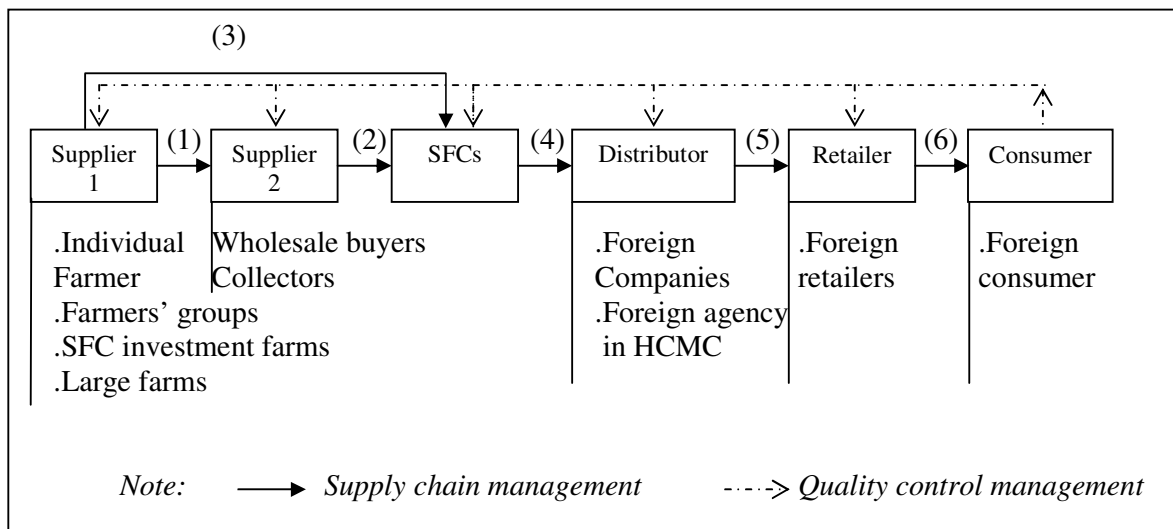 (3)
Supplier
1
(1)
Supplier
2
(2)
SFCs
(4)
Distributor
(5)
Retailer
(6)
Consumer
.Individual
Farmer
.Farmers' groups
.SFC investment farms
.Large farms
Wholesale buyers
Collectors
.Foreign
Companies
.Foreign agency
in HCMC
.Foreign
retailers
.Foreign
consumer
Note:
Supply chain management
Quality control management